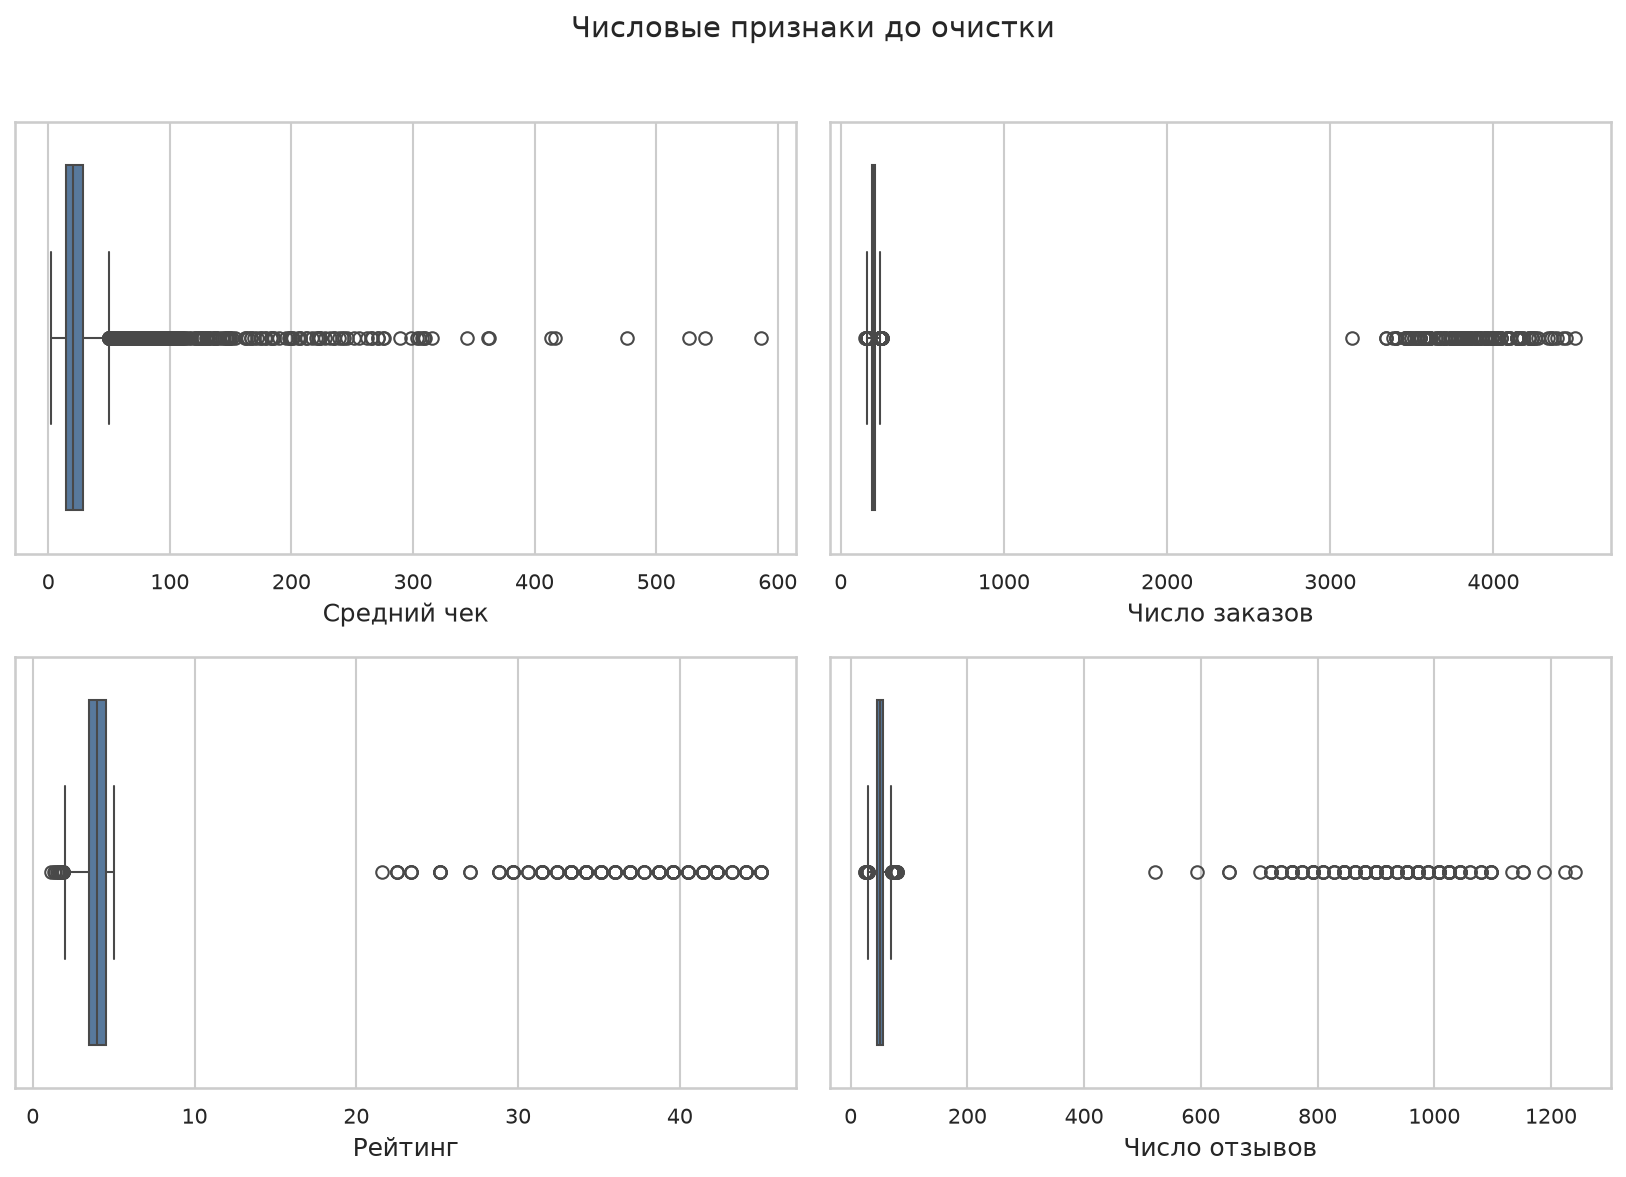 Числовые признаки до очистки
0 100 200 300 400 500 600
Средний чек
0 1000 2000 3000 4000
Число заказов
0 10 20 30 40
Рейтинг
0 200 400 600 800 1000 1200
Число отзывов